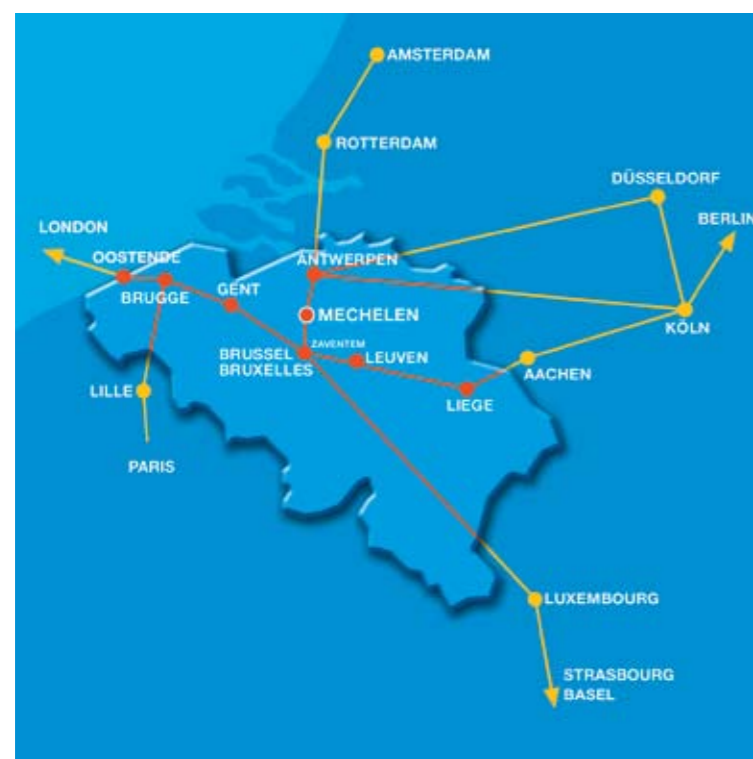 AMSTERDAM
ROTTERDAM
DÜSSELDORF
BERLIN
LONDON
OOSTENDE
ANTWERPEN
BRUGGE
GENT
MECHELEN
KÖLN
ZAVENTEM
BRUSSEL
BRUXELLES
LEUVEN
AACHEN
LILLE
LIEGE
PARIS
LUXEMBOURG
STRASBOURG
BASEL